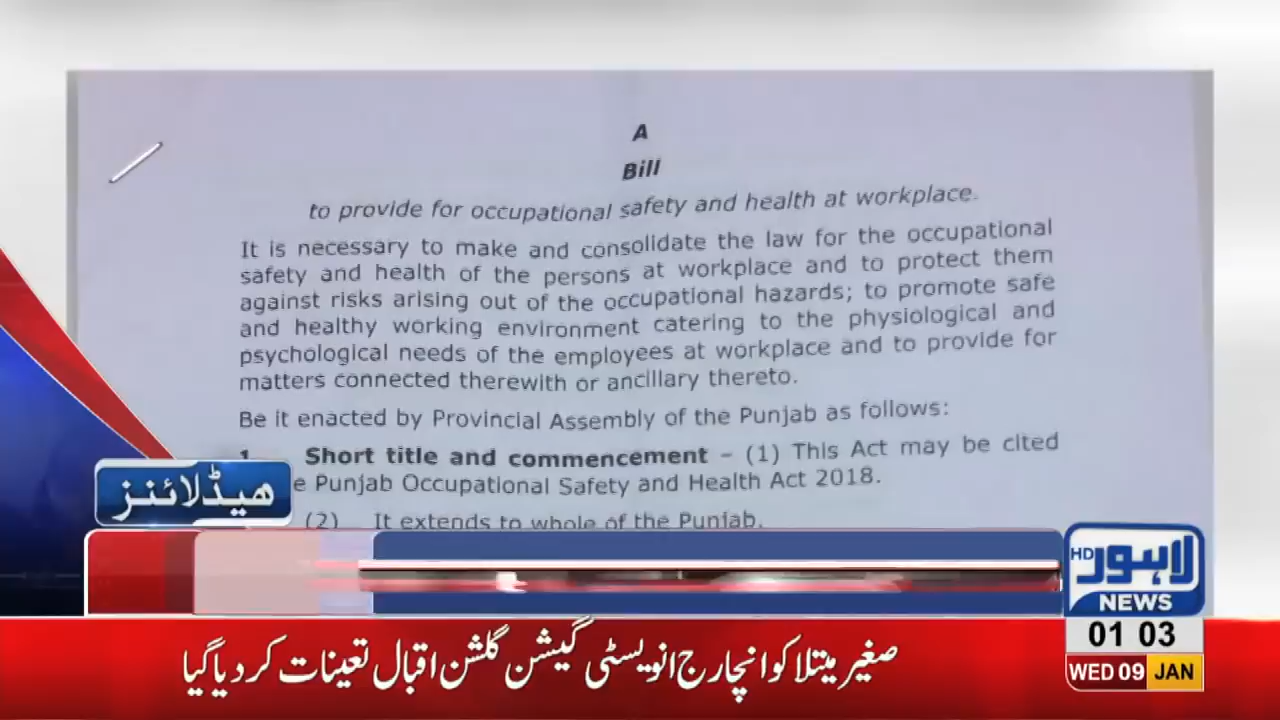 A
Bill
to provide for occupational safety and health at workplace.
It is necessary to make and consolidate the law for the occupational
safety and health of the persons at workplace and to protect them
against risks arising out of the occupational hazards; to promote safe
and healthy working environment catering to the physiological and
psychological needs of the employees at workplace and to provide for
matters connected therewith or ancillary thereto.
Be it enacted by Provincial Assembly of the Punjab as follows:
Short title and commencement – (1) This Act may be cited
e Punjab Occupational Safety and Health Act 2018.
(2) It extends to whole of the Punjab.
ھیڈلائنز
HD لاہور
NEWS
01 03
WED 09 JAN
صغیر میتلا کو انچارج انویسٹی گیشن گلشن اقبال تعینات کر دیا گیا